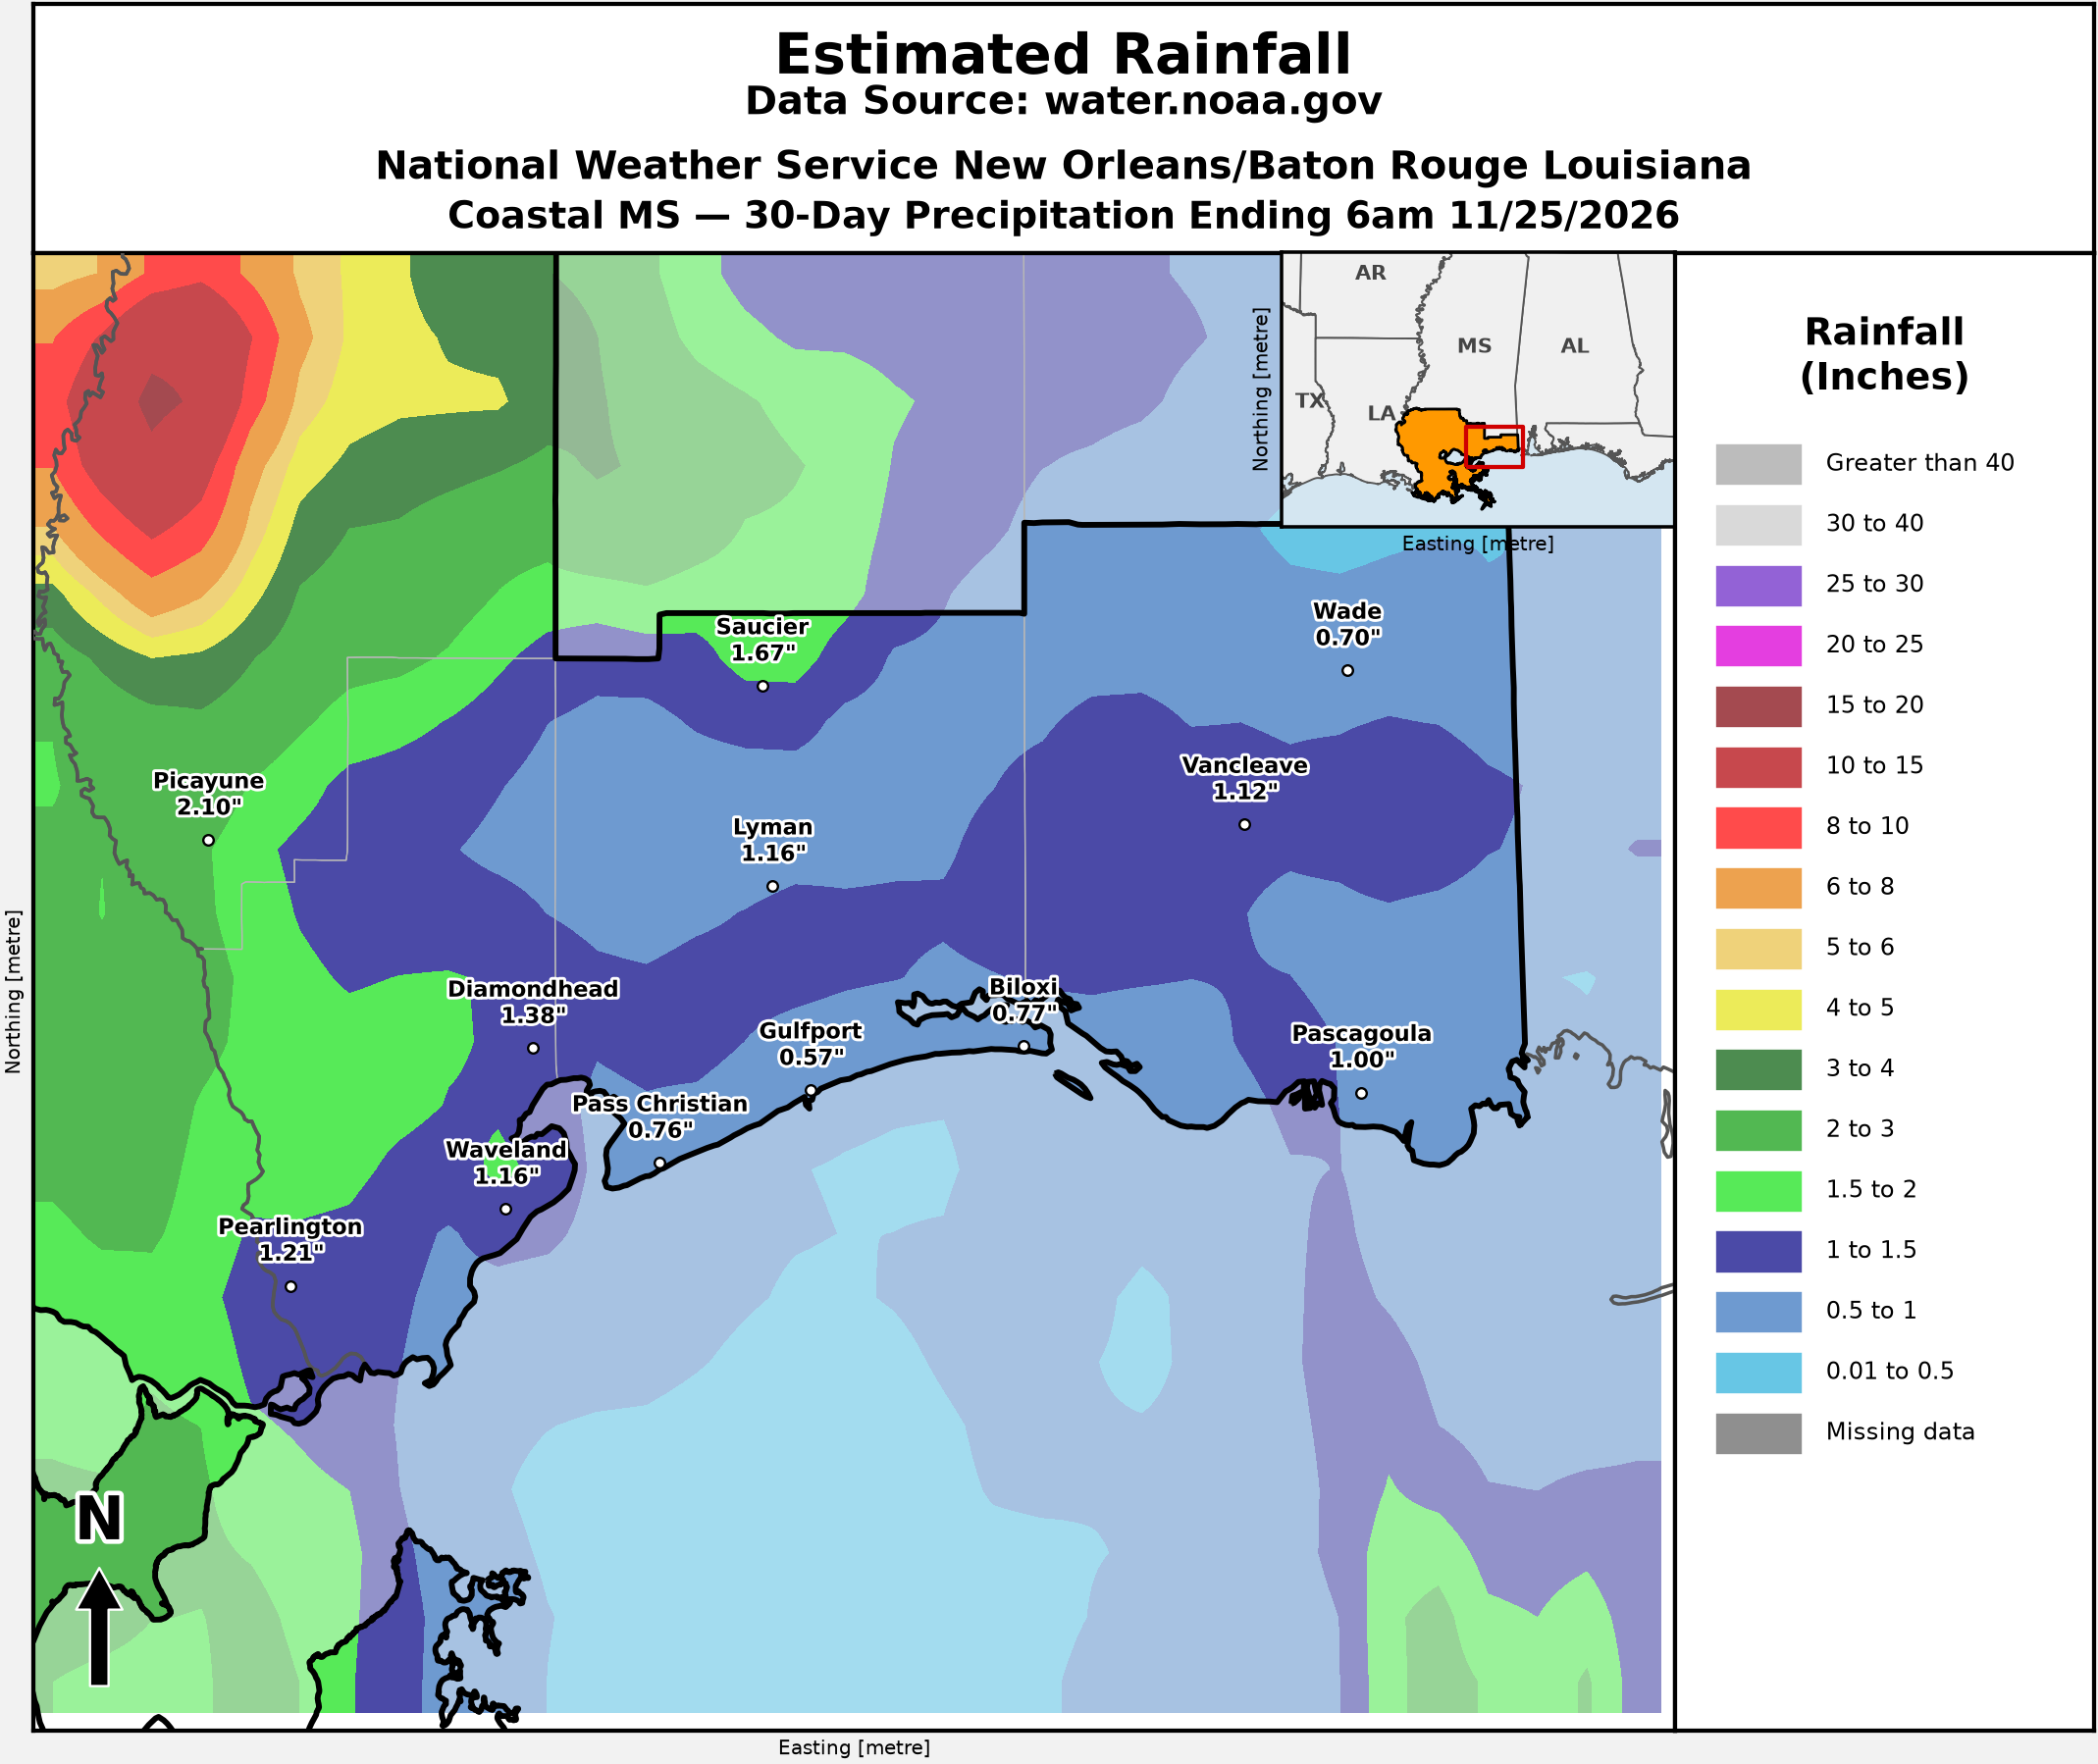 Estimated Rainfall
Data Source: water.noaa.gov
National Weather Service New Orleans/Baton Rouge Louisiana
Coastal MS — 30-Day Precipitation Ending 6am 11/25/2026
AR
MS
AL
TX
LA
Northing [metre]
Easting [metre]
Saucier
1.67"
Wade
0.70"
Picayune
2.10"
Vancleave
1.12"
Lyman
1.16"
Diamondhead
1.38"
Biloxi
0.77"
Gulfport
0.57"
Pascagoula
1.00"
Pass Christian
0.76"
Waveland
1.16"
Pearlington
1.21"
N
Northing [metre]
Easting [metre]
Rainfall
(Inches)
Greater than 40
30 to 40
25 to 30
20 to 25
15 to 20
10 to 15
8 to 10
6 to 8
5 to 6
4 to 5
3 to 4
2 to 3
1.5 to 2
1 to 1.5
0.5 to 1
0.01 to 0.5
Missing data